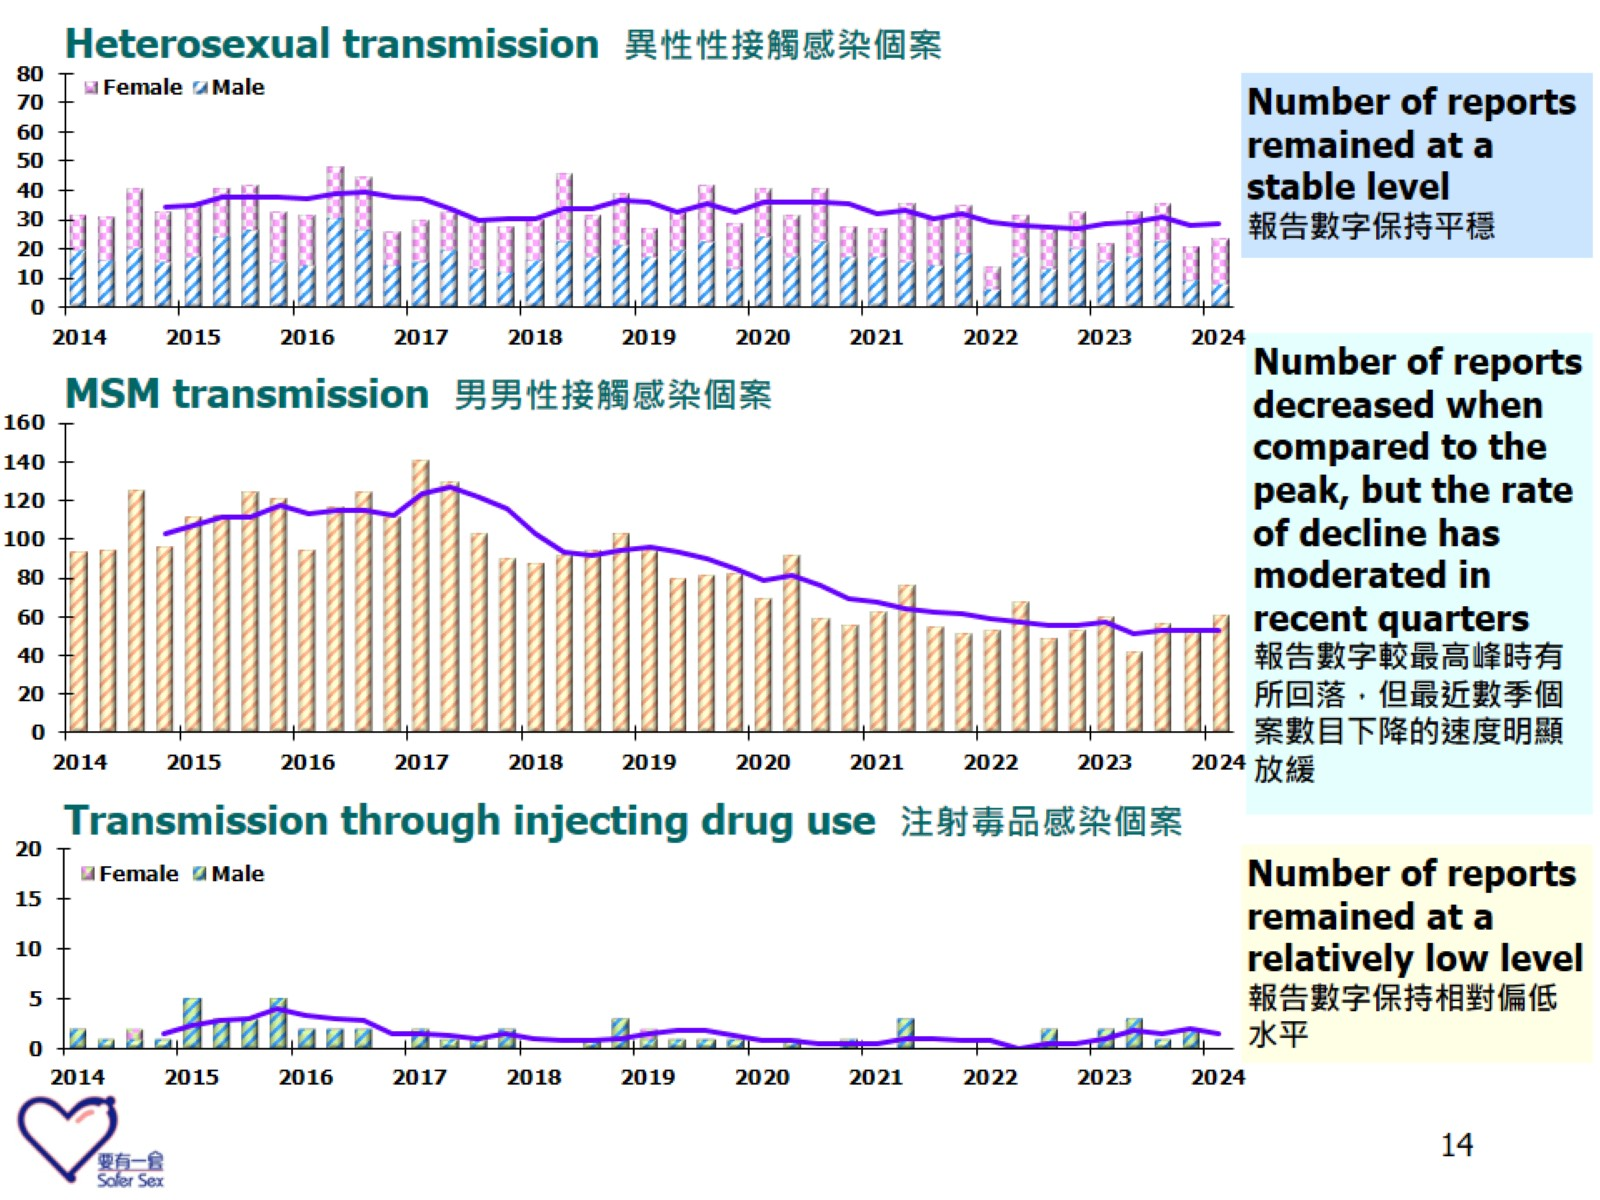 Heterosexual transmission 異性性接觸感染個案
80
70
60
50
40
30
20
10
0
Female Male
2014 2015 2016 2017 2018 2019 2020 2021 2022 2023 2024
Number of reports
remained at a
stable level
報告數字保持平穩
MSM transmission 男男性接觸感染個案
160
140
120
100
80
60
40
20
0
2014 2015 2016 2017 2018 2019 2020 2021 2022 2023 2024
Number of reports
decreased when
compared to the
peak, but the rate
of decline has
moderated in
recent quarters
報告數字較最高峰時有
所回落，但最近數季個
案數目下降的速度明顯
放緩
Transmission through injecting drug use 注射毒品感染個案
20
15
10
5
0
Female Male
2014 2015 2016 2017 2018 2019 2020 2021 2022 2023 2024
Number of reports
remained at a
relatively low level
報告數字保持相對偏低
水平
要有一套
Safer Sex
14